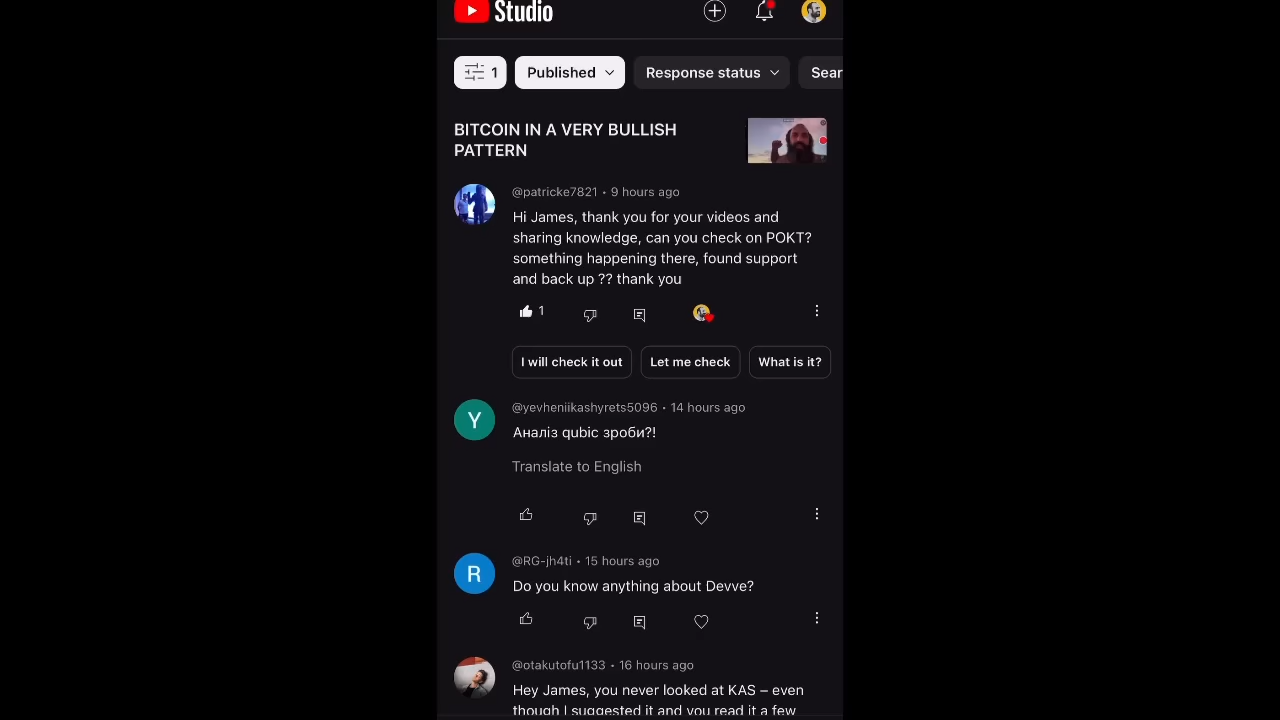 Studio
1
Published
Response status
Sear
BITCOIN IN A VERY BULLISH
PATTERN
@patricke7821 • 9 hours ago
Hi James, thank you for your videos and
sharing knowledge, can you check on POKT?
something happening there, found support
and back up ?? thank you
1
I will check it out
Let me check
What is it?
Y
@yevheniikashyrets5096 • 14 hours ago
Аналіз qubic зроби?!
Translate to English
R
@RG-jh4ti • 15 hours ago
Do you know anything about Devve?
@otakutofu1133 • 16 hours ago
Hey James, you never looked at KAS – even
though I suggested it and you read it a few